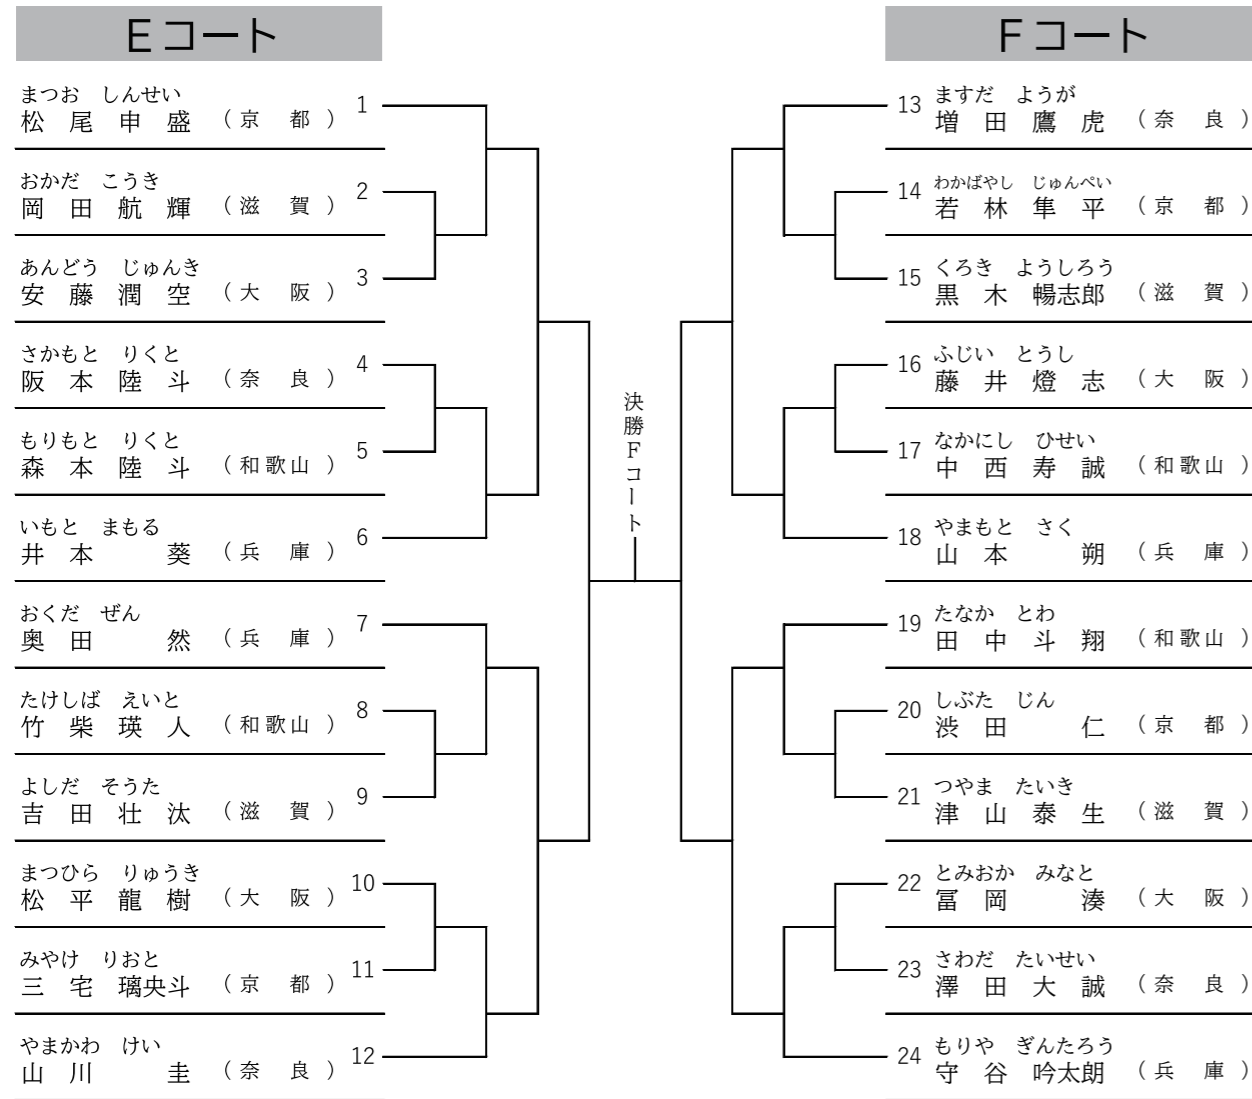 Eコート
まつお しんせい
松尾申盛 (京都) 1
おかだ こうき
岡田航輝 (滋賀) 2
あんどう じゅんき
安藤潤空 (大阪) 3
さかもと りくと
阪本陸斗 (奈良) 4
もりもと りくと
森本陸斗 (和歌山) 5
いもと まもる
井本葵 (兵庫) 6
おくだ ぜん
奥田然 (兵庫) 7
たけしば えいと
竹柴瑛人 (和歌山) 8
よしだ そうた
吉田壮汰 (滋賀) 9
まつひら りゅうき
松平龍樹 (大阪) 10
みやけ りおと
三宅璃央斗 (京都) 11
やまかわ けい
山川圭 (奈良) 12
決勝Fコート
Fコート
ますだ ようが
13 増田鷹虎 (奈良)
わかばやし じゅんぺい
14 若林隼平 (京都)
くろき ようしろう
15 黒木暢志郎 (滋賀)
ふじい とうし
16 藤井燈志 (大阪)
なかにし ひせい
17 中西寿誠 (和歌山)
やまもと さく
18 山本朔 (兵庫)
たなか とわ
19 田中斗翔 (和歌山)
しぶた じん
20 渋田仁 (京都)
つやま たいき
21 津山泰生 (滋賀)
とみおか みなと
22 冨岡湊 (大阪)
さわだ たいせい
23 澤田大誠 (奈良)
もりや ぎんたろう
24 守谷吟太朗 (兵庫)